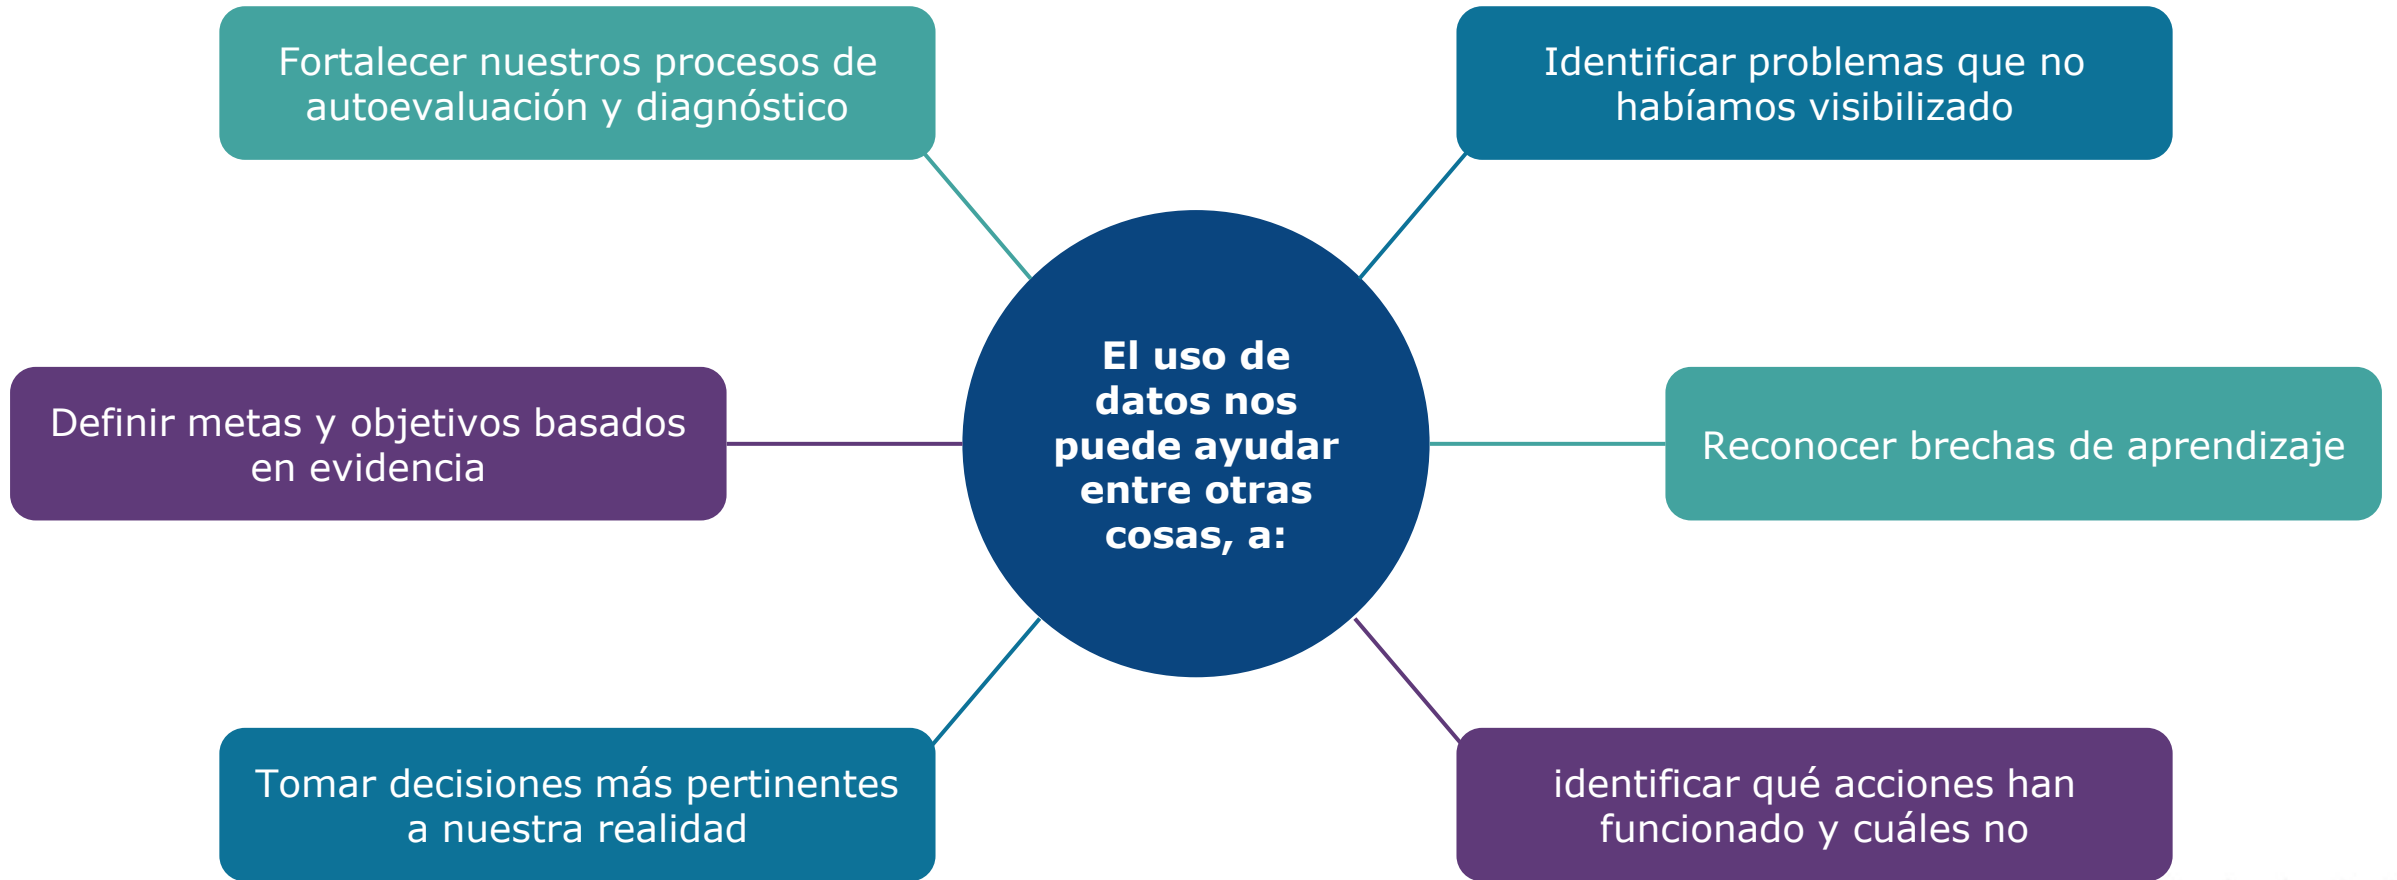 Fortalecer nuestros procesos de
autoevaluación y diagnóstico
Identificar problemas que no
habíamos visibilizado
El uso de
datos nos
puede ayudar
entre otras
cosas, a:
Definir metas y objetivos basados
en evidencia
Reconocer brechas de aprendizaje
Tomar decisiones más pertinentes
a nuestra realidad
identificar qué acciones han
funcionado y cuáles no